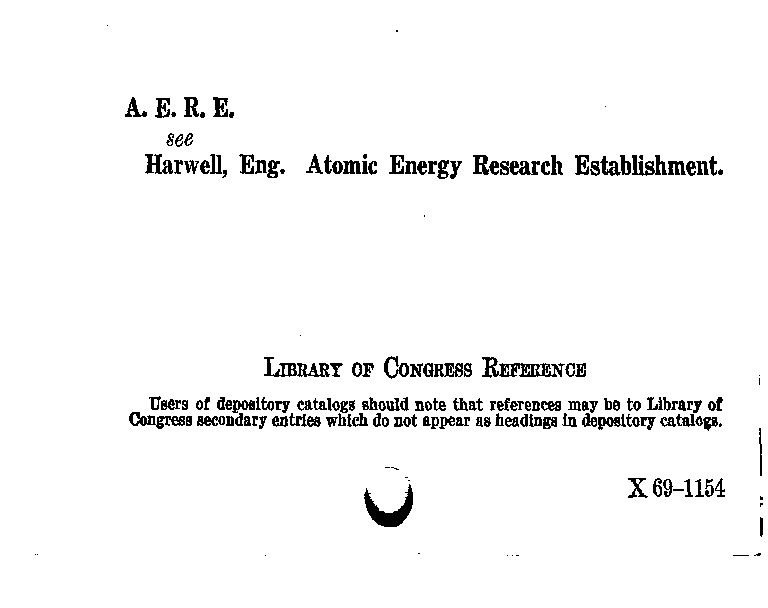 A. E. R. E.
see
Harwell, Eng. Atomic Energy Research Establishment.
LIBRARY OF CONGRESS REFERENCE
Users of depository catalogs should note that references may be to Library of
Congress secondary entries which do not appear as headings in depository catalogs.
X 69–1154